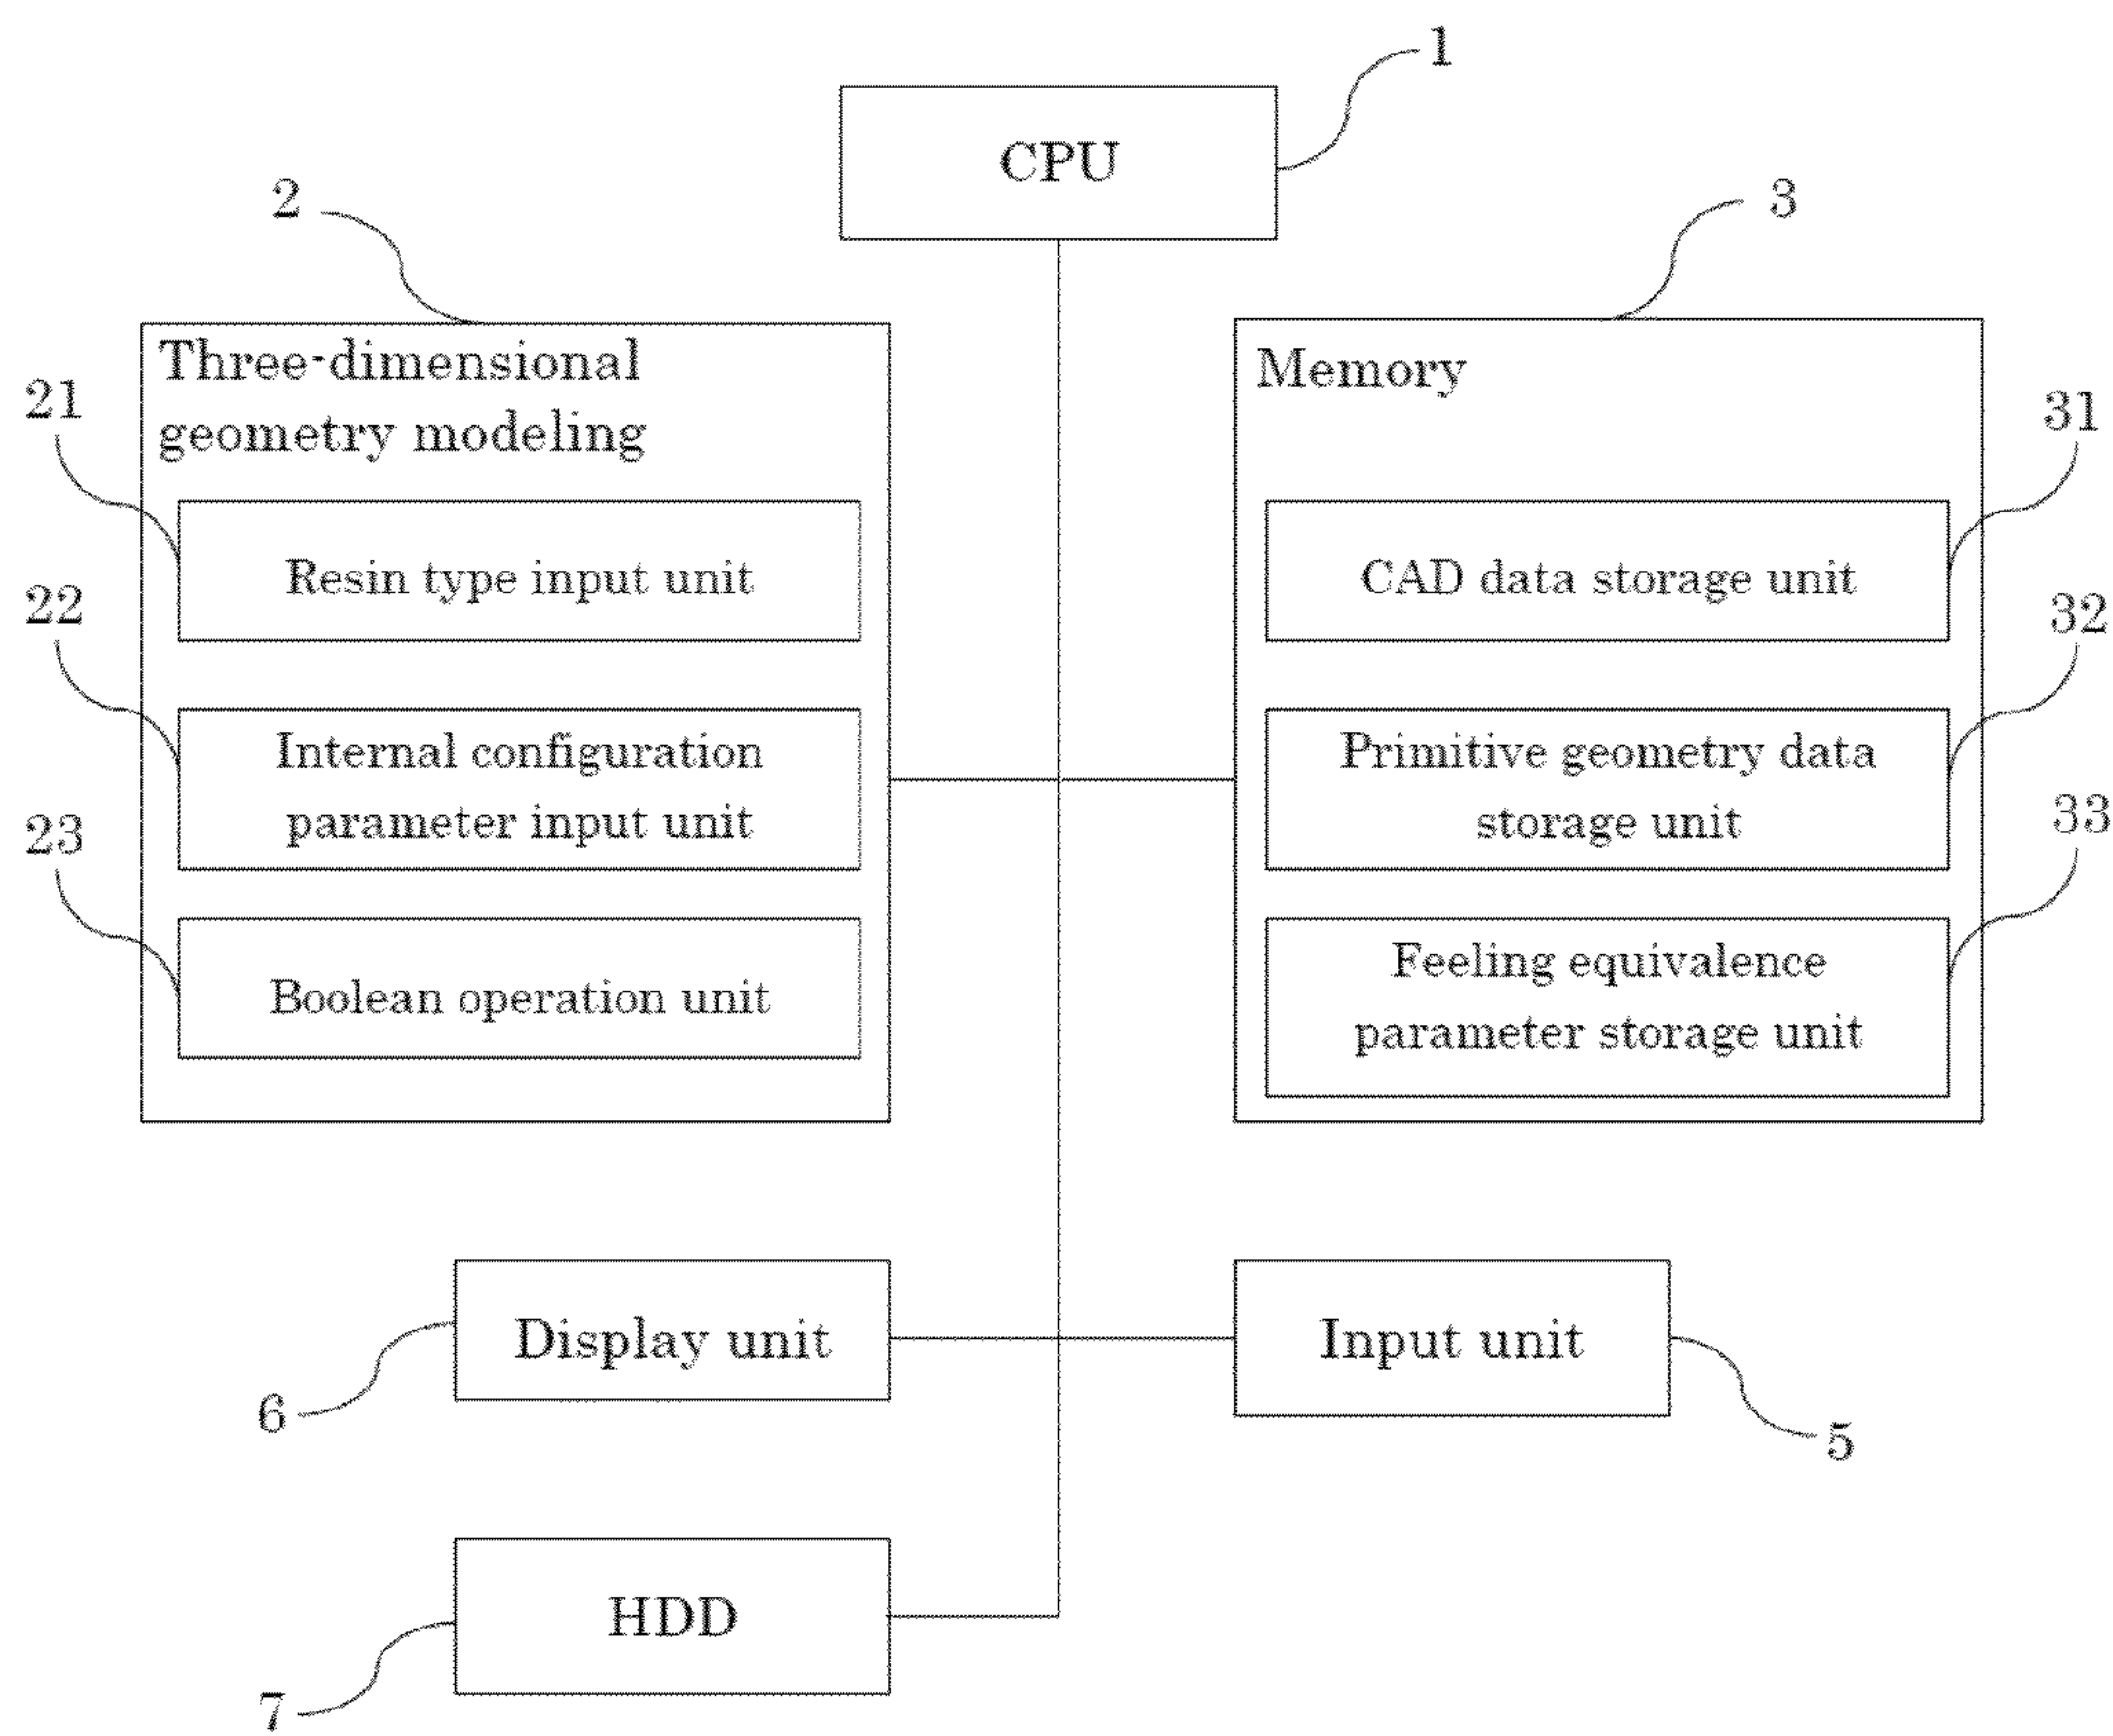 1
CPU
2
3
Three-dimensional
geometry modeling
Memory
21
31
Resin type input unit
CAD data storage unit
22
32
Internal configuration
parameter input unit
Primitive geometry data
storage unit
23
33
Boolean operation unit
Feeling equivalence
parameter storage unit
Display unit
Input unit
6
5
HDD
7